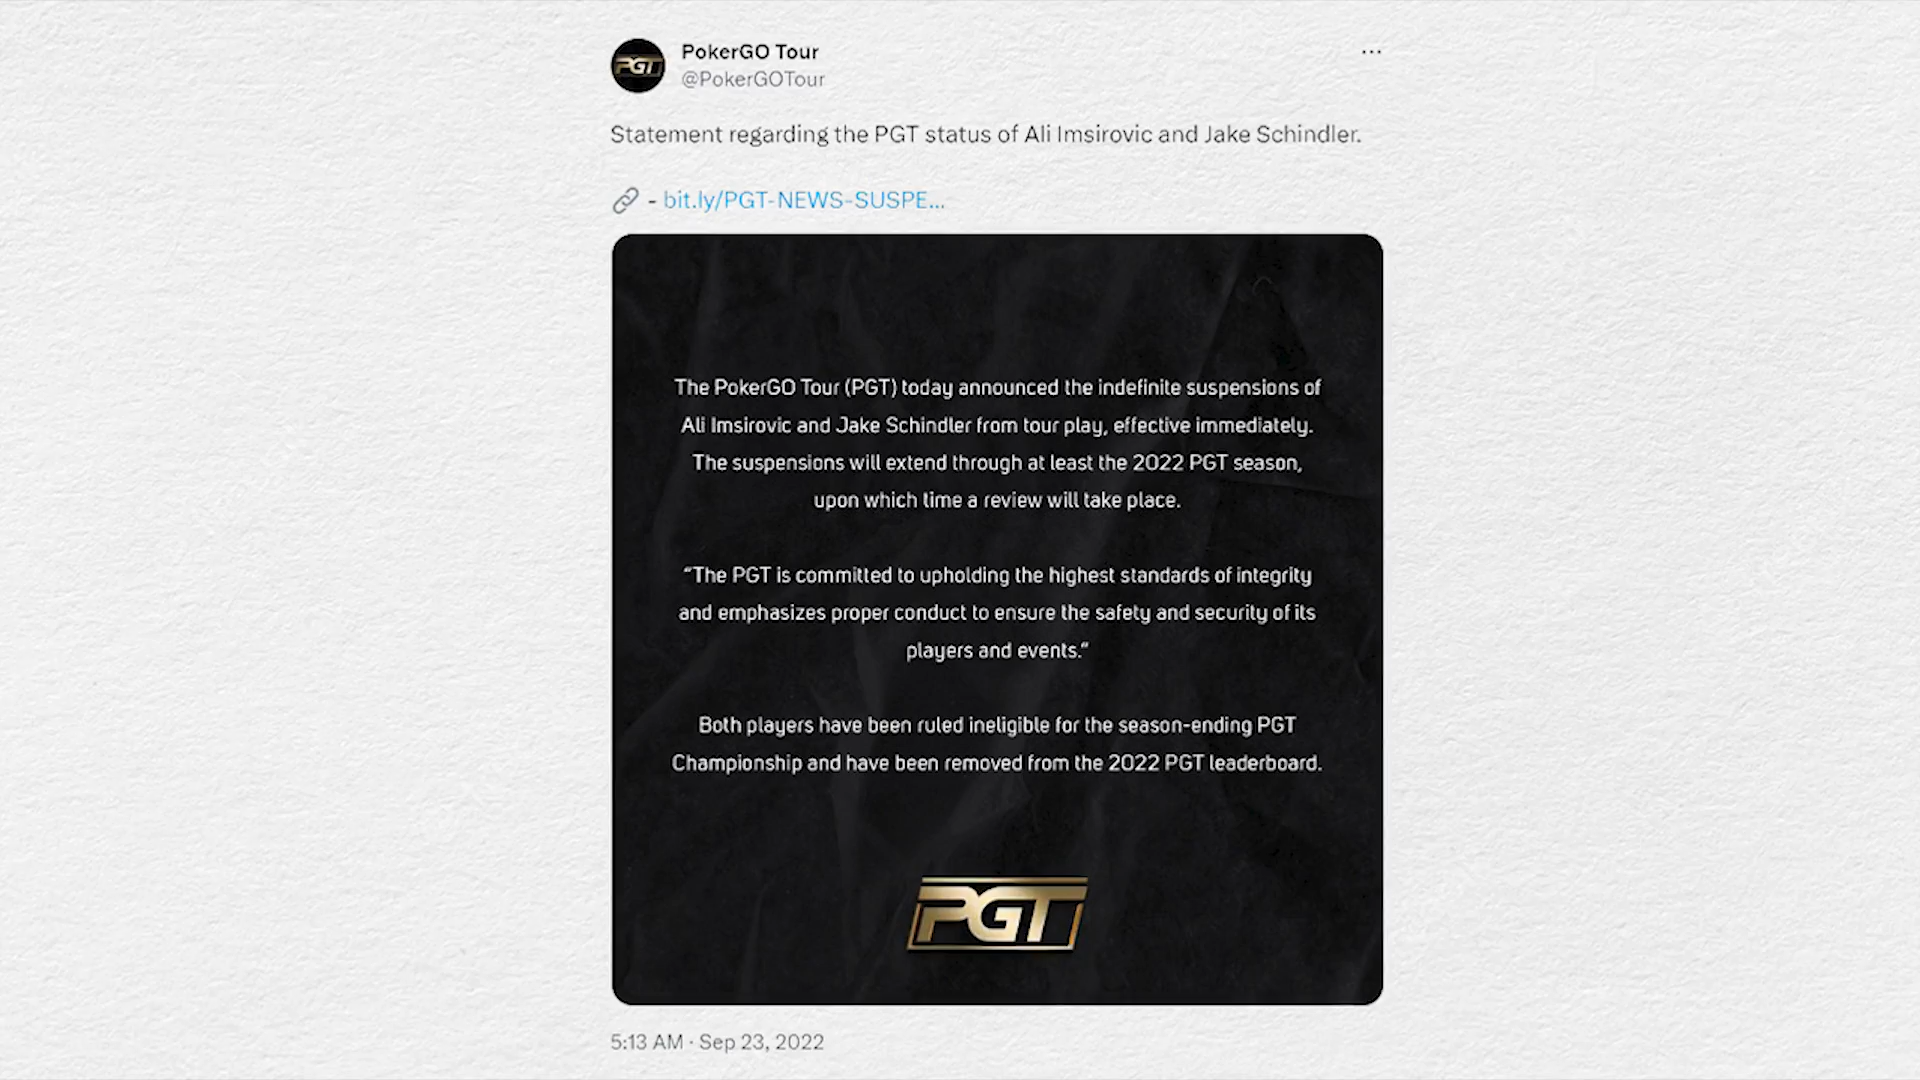 PGT
PokerGO Tour
@PokerGOTour
...
Statement regarding the PGT status of Ali Imsirovic and Jake Schindler.
- bit.ly/PGT-NEWS-SUSPE...
The PokerGO Tour (PGT) today announced the indefinite suspensions of
Ali Imsirovic and Jake Schindler from tour play, effective immediately.
The suspensions will extend through at least the 2022 PGT season,
upon which time a review will take place.
“The PGT is committed to upholding the highest standards of integrity
and emphasizes proper conduct to ensure the safety and security of its
players and events.”
Both players have been ruled ineligible for the season-ending PGT
Championship and have been removed from the 2022 PGT leaderboard.
PGT
5:13 AM · Sep 23, 2022